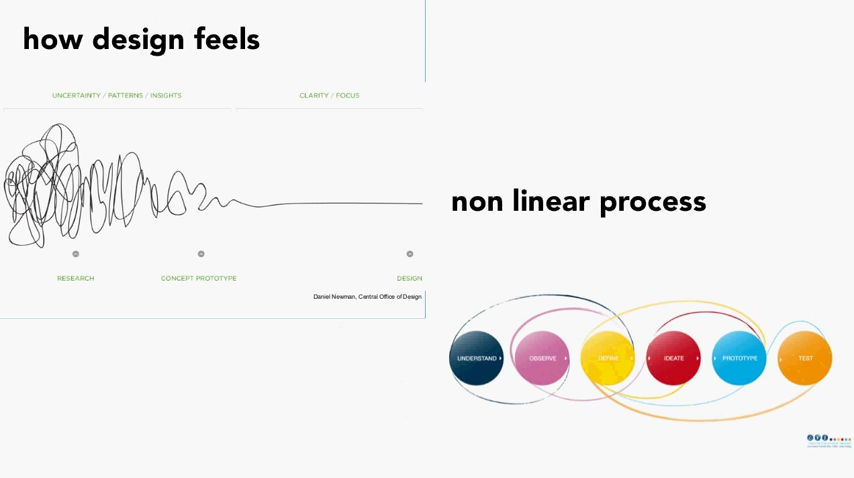 how design feels
UNCERTAINTY / PATTERNS / INSIGHTS
CLARITY / FOCUS
RESEARCH
CONCEPT PROTOTYPE
DESIGN
Daniel Newman, Central Office of Design
non linear process
UNDERSTAND
OBSERVE
DEFINE
IDEATE
PROTOTYPE
TEST